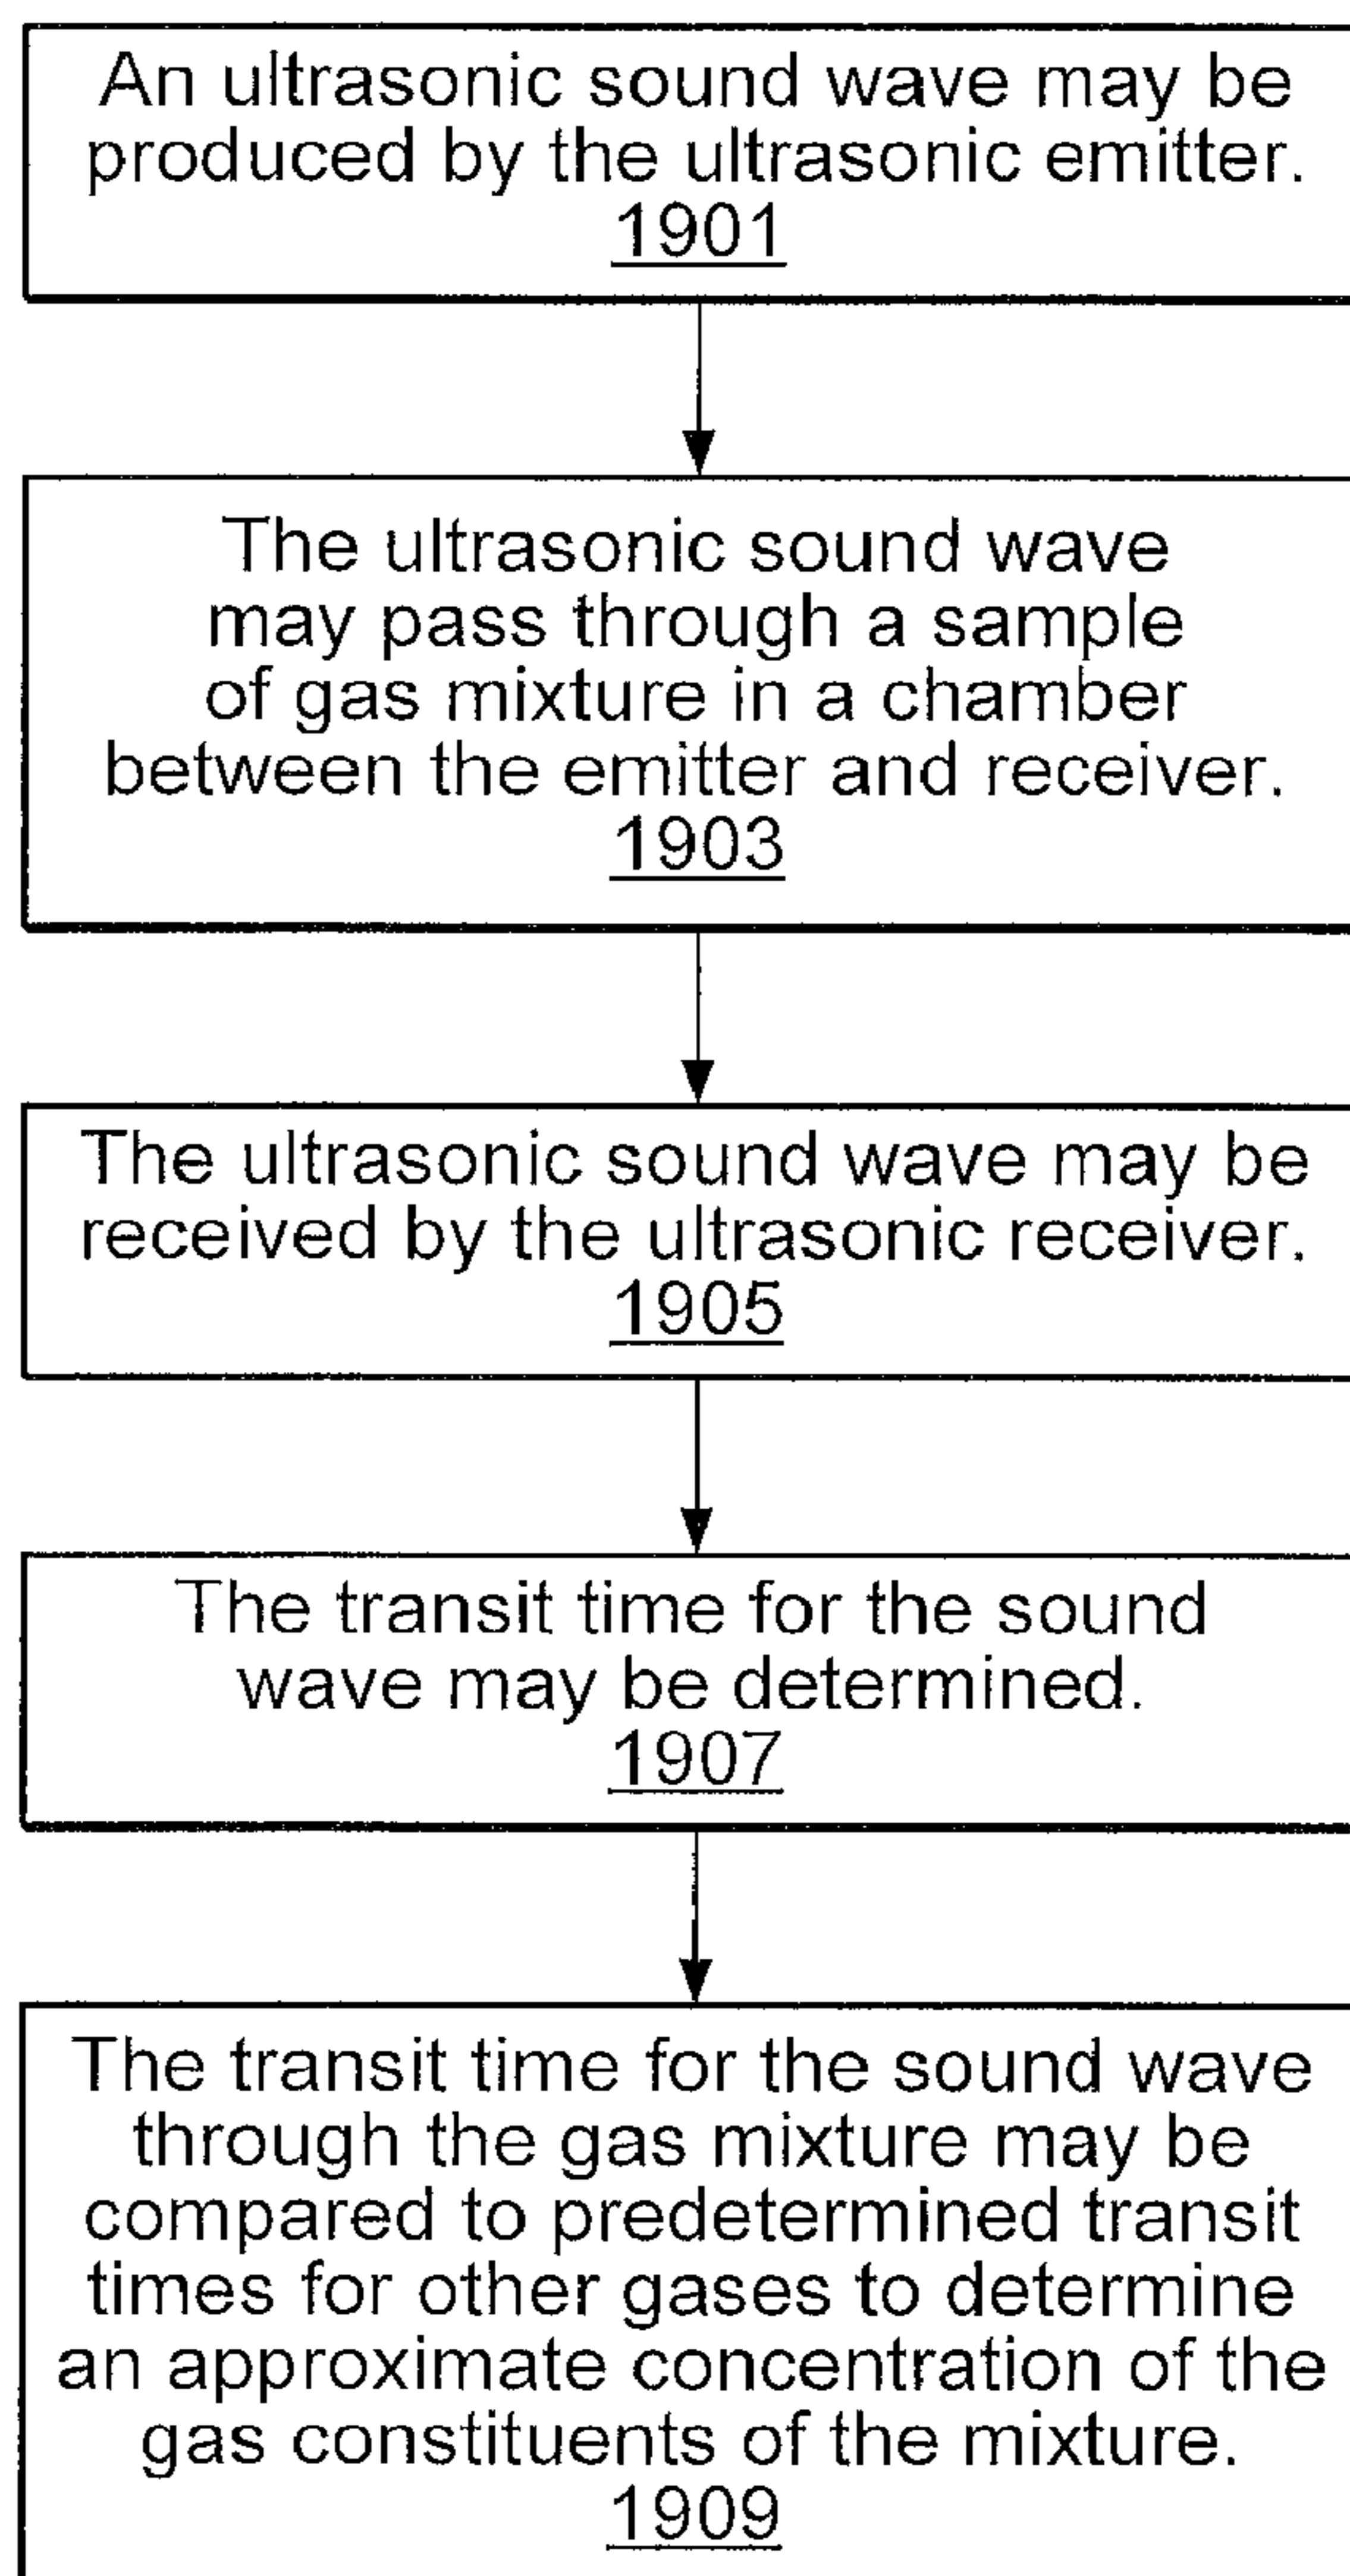 An ultrasonic sound wave may be
produced by the ultrasonic emitter.
1901
The ultrasonic sound wave
may pass through a sample
of gas mixture in a chamber
between the emitter and receiver.
1903
The ultrasonic sound wave may be
received by the ultrasonic receiver.
1905
The transit time for the sound
wave may be determined.
1907
The transit time for the sound wave
through the gas mixture may be
compared to predetermined transit
times for other gases to determine
an approximate concentration of the
gas constituents of the mixture.
1909